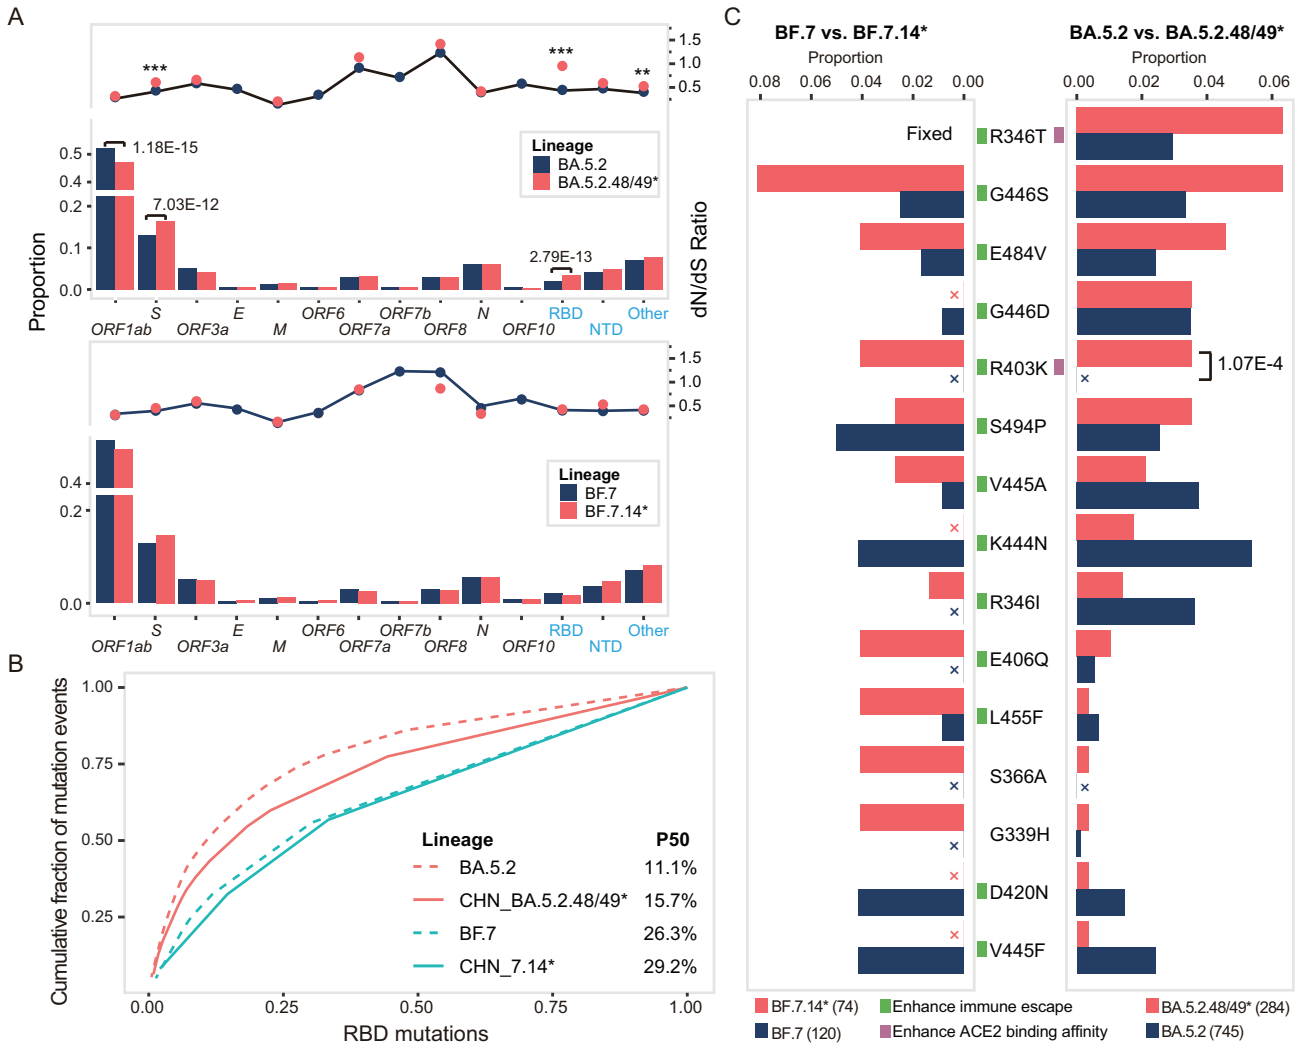 A
***
***
**
1.5
1.0
0.5
dN/dS Ratio
Proportion
0.5
0.4
0.2
0.1
0.0
1.18E-15
7.03E-12
2.79E-13
Lineage
BA.5.2
BA.5.2.48/49*
S E ORF6 ORF7b N RBD Other
ORF1ab ORF3a M ORF7a ORF8 ORF10 NTD
1.5
1.0
0.5
0.4
0.2
0.0
Lineage
BF.7
BF.7.14*
S E ORF6 ORF7b N RBD Other
ORF1ab ORF3a M ORF7a ORF8 ORF10 NTD
B
Cumulative fraction of mutation events
1.00
0.75
0.50
0.25
Lineage P50
BA.5.2 11.1%
CHN_BA.5.2.48/49* 15.7%
BF.7 26.3%
CHN_7.14* 29.2%
0.00 0.25 0.50 0.75 1.00
RBD mutations
C
BF.7 vs. BF.7.14*
Proportion
0.08 0.06 0.04 0.02 0.00
BA.5.2 vs. BA.5.2.48/49*
Proportion
0.00 0.02 0.04 0.06
Fixed
R346T
G446S
E484V
G446D
R403K
1.07E-4
S494P
V445A
K444N
R346I
E406Q
L455F
S366A
G339H
D420N
V445F
BF.7.14* (74)
BF.7 (120)
Enhance immune escape
Enhance ACE2 binding affinity
BA.5.2.48/49* (284)
BA.5.2 (745)